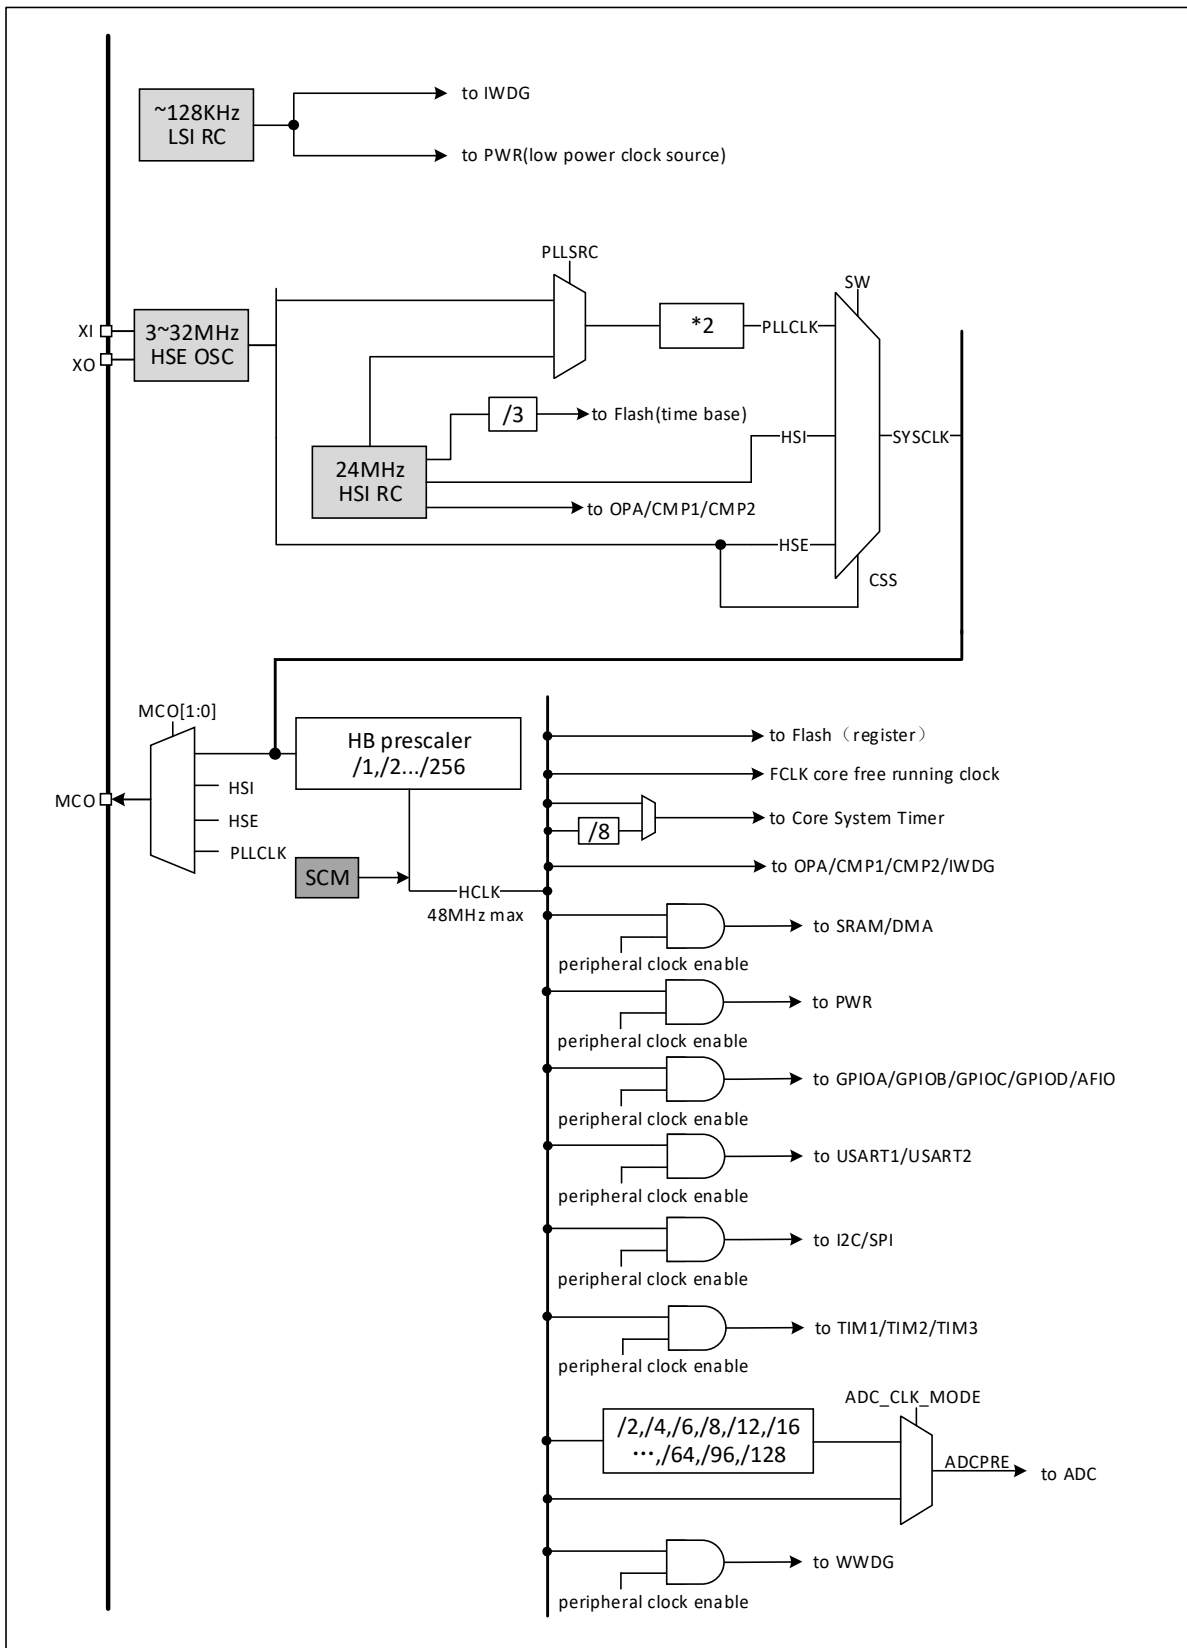 ~128KHz
LSI RC
to IWDG
to PWR(low power clock source)
PLLSRC
SW
XI
XO
3~32MHz
HSE OSC
*2
PLLCLK
/3
to Flash(time base)
24MHz
HSI RC
HSI
SYSCLK
to OPA/CMP1/CMP2
HSE
CSS
MCO[1:0]
HB prescaler
/1,/2.../256
MCO
HSI
HSE
PLLCLK
SCM
HCLK
48MHz max
to Flash（register）
FCLK core free running clock
/8
to Core System Timer
to OPA/CMP1/CMP2/IWDG
to SRAM/DMA
peripheral clock enable
to PWR
peripheral clock enable
to GPIOA/GPIOB/GPIOC/GPIOD/AFIO
peripheral clock enable
to USART1/USART2
peripheral clock enable
to I2C/SPI
peripheral clock enable
to TIM1/TIM2/TIM3
peripheral clock enable
ADC_CLK_MODE
/2,/4,/6,/8,/12,/16
…,/64,/96,/128
ADCPRE
to ADC
to WWDG
peripheral clock enable